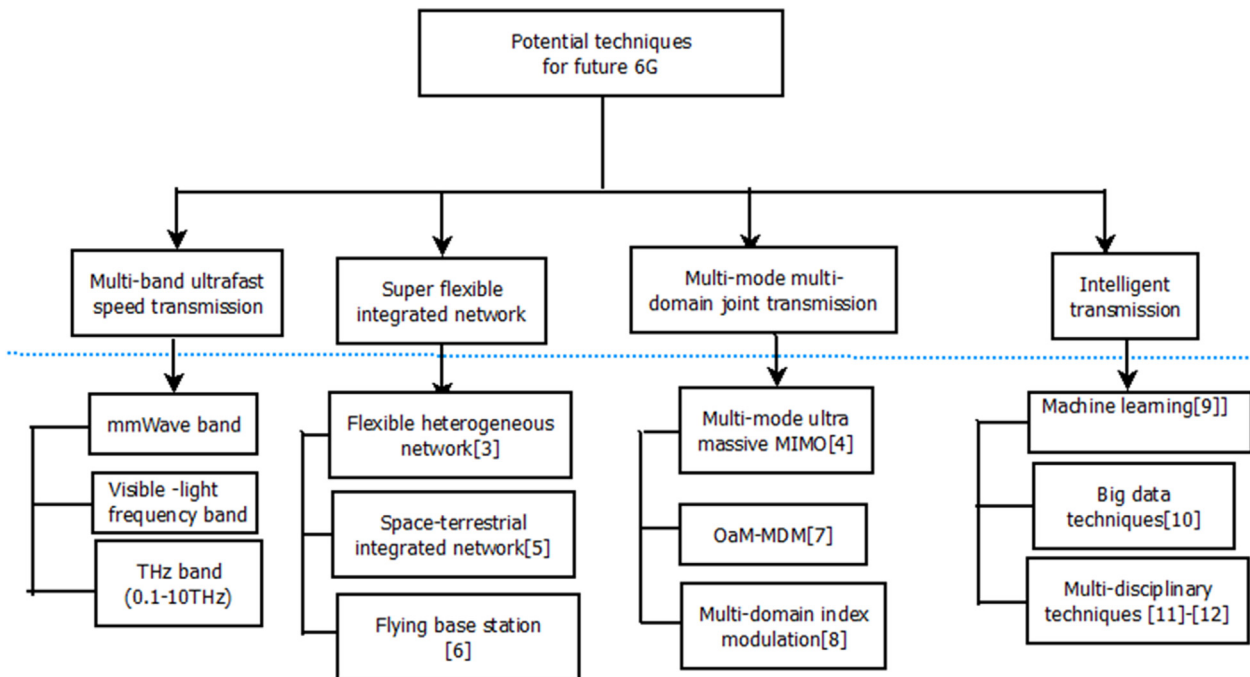 Potential techniques
for future 6G
Multi-band ultrafast
speed transmission
Super flexible
integrated network
Multi-mode multi-
domain joint transmission
Intelligent
transmission
mmWave band
Visible -light
frequency band
THz band
(0.1-10THz)
Flexible heterogeneous
network[3]
Space-terrestrial
integrated network[5]
Flying base station
[6]
Multi-mode ultra
massive MIMO[4]
OaM-MDM[7]
Multi-domain index
modulation[8]
Machine learning[9]]
Big data
techniques[10]
Multi-disciplinary
techniques [11]-[12]